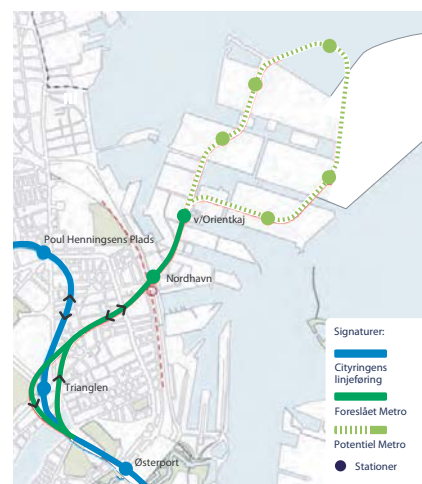 v/Orientkaj
Poul Henningsens Plads
Nordhavn
Trianglen
Østerport
Signaturer:
Cityringens
linjeføring
Foreslået Metro
Potentiel Metro
Stationer